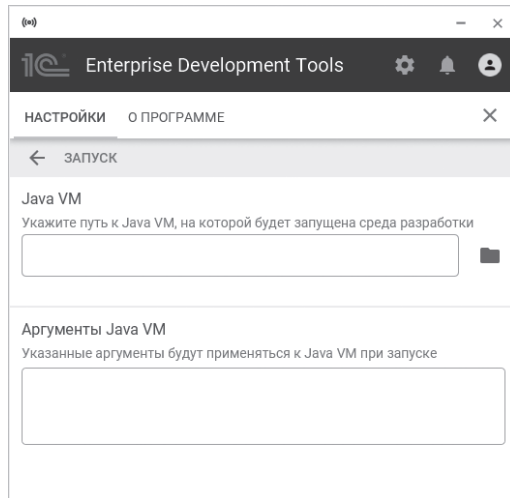 1С Enterprise Development Tools
НАСТРОЙКИ О ПРОГРАММЕ
ЗАПУСК
Java VM
Укажите путь к Java VM, на которой будет запущена среда разработки
Аргументы Java VM
Указанные аргументы будут применяться к Java VM при запуске